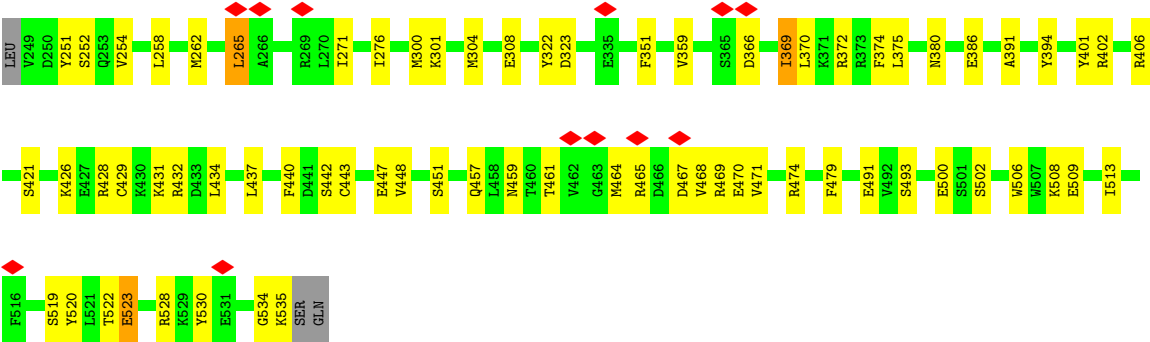 LEU V249 D250 Y251 S252 Q253 V254 L258 M262 L265 A266 R269 L270 I271 I276 M300 K301 M304 E308 Y322 D323 E335 F351 V359 S365 D366 I369 L370 K371 R372 R373 F374 L375 N380 E386 A391 Y394 Y401 R402 R406
S421 K426 E427 R428 C429 K430 K431 R432 D433 L434 L437 F440 D441 S442 C443 E447 V448 S451 Q457 L458 N459 T460 T461 V462 G463 M464 R465 D466 D467 V468 R469 E470 V471 R474 F479 E491 V492 S493 E500 S501 S502 W506 W507 K508 E509 I513
F516 S519 Y520 L521 T522 E523 R528 K529 Y530 E531 G534 K535 SER GLN